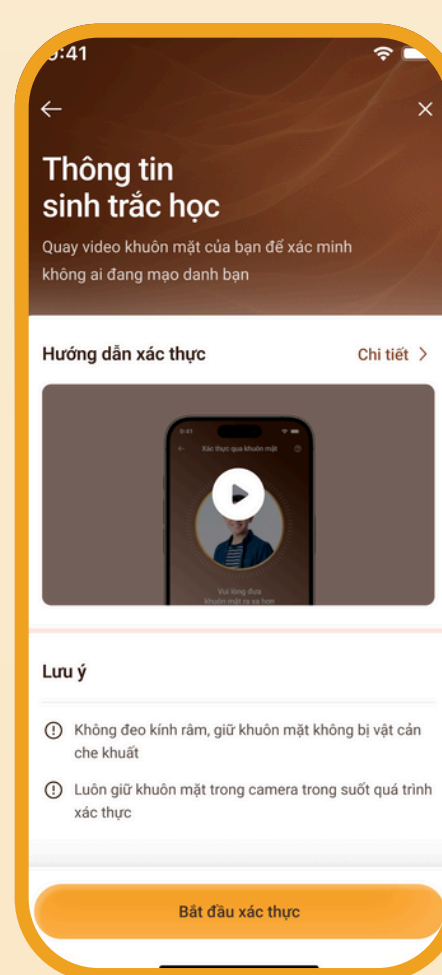 9:41
Thông tin
sinh trắc học
Quay video khuôn mặt của bạn để xác minh
không ai đang mạo danh bạn
Hướng dẫn xác thực
Chi tiết
9:41
Xác thực qua khuôn mặt
Vui lòng đưa
khuôn mặt ra xa hơn
Lưu ý
Không đeo kính râm, giữ khuôn mặt không bị vật cản
che khuất
Luôn giữ khuôn mặt trong camera trong suốt quá trình
xác thực
Bắt đầu xác thực